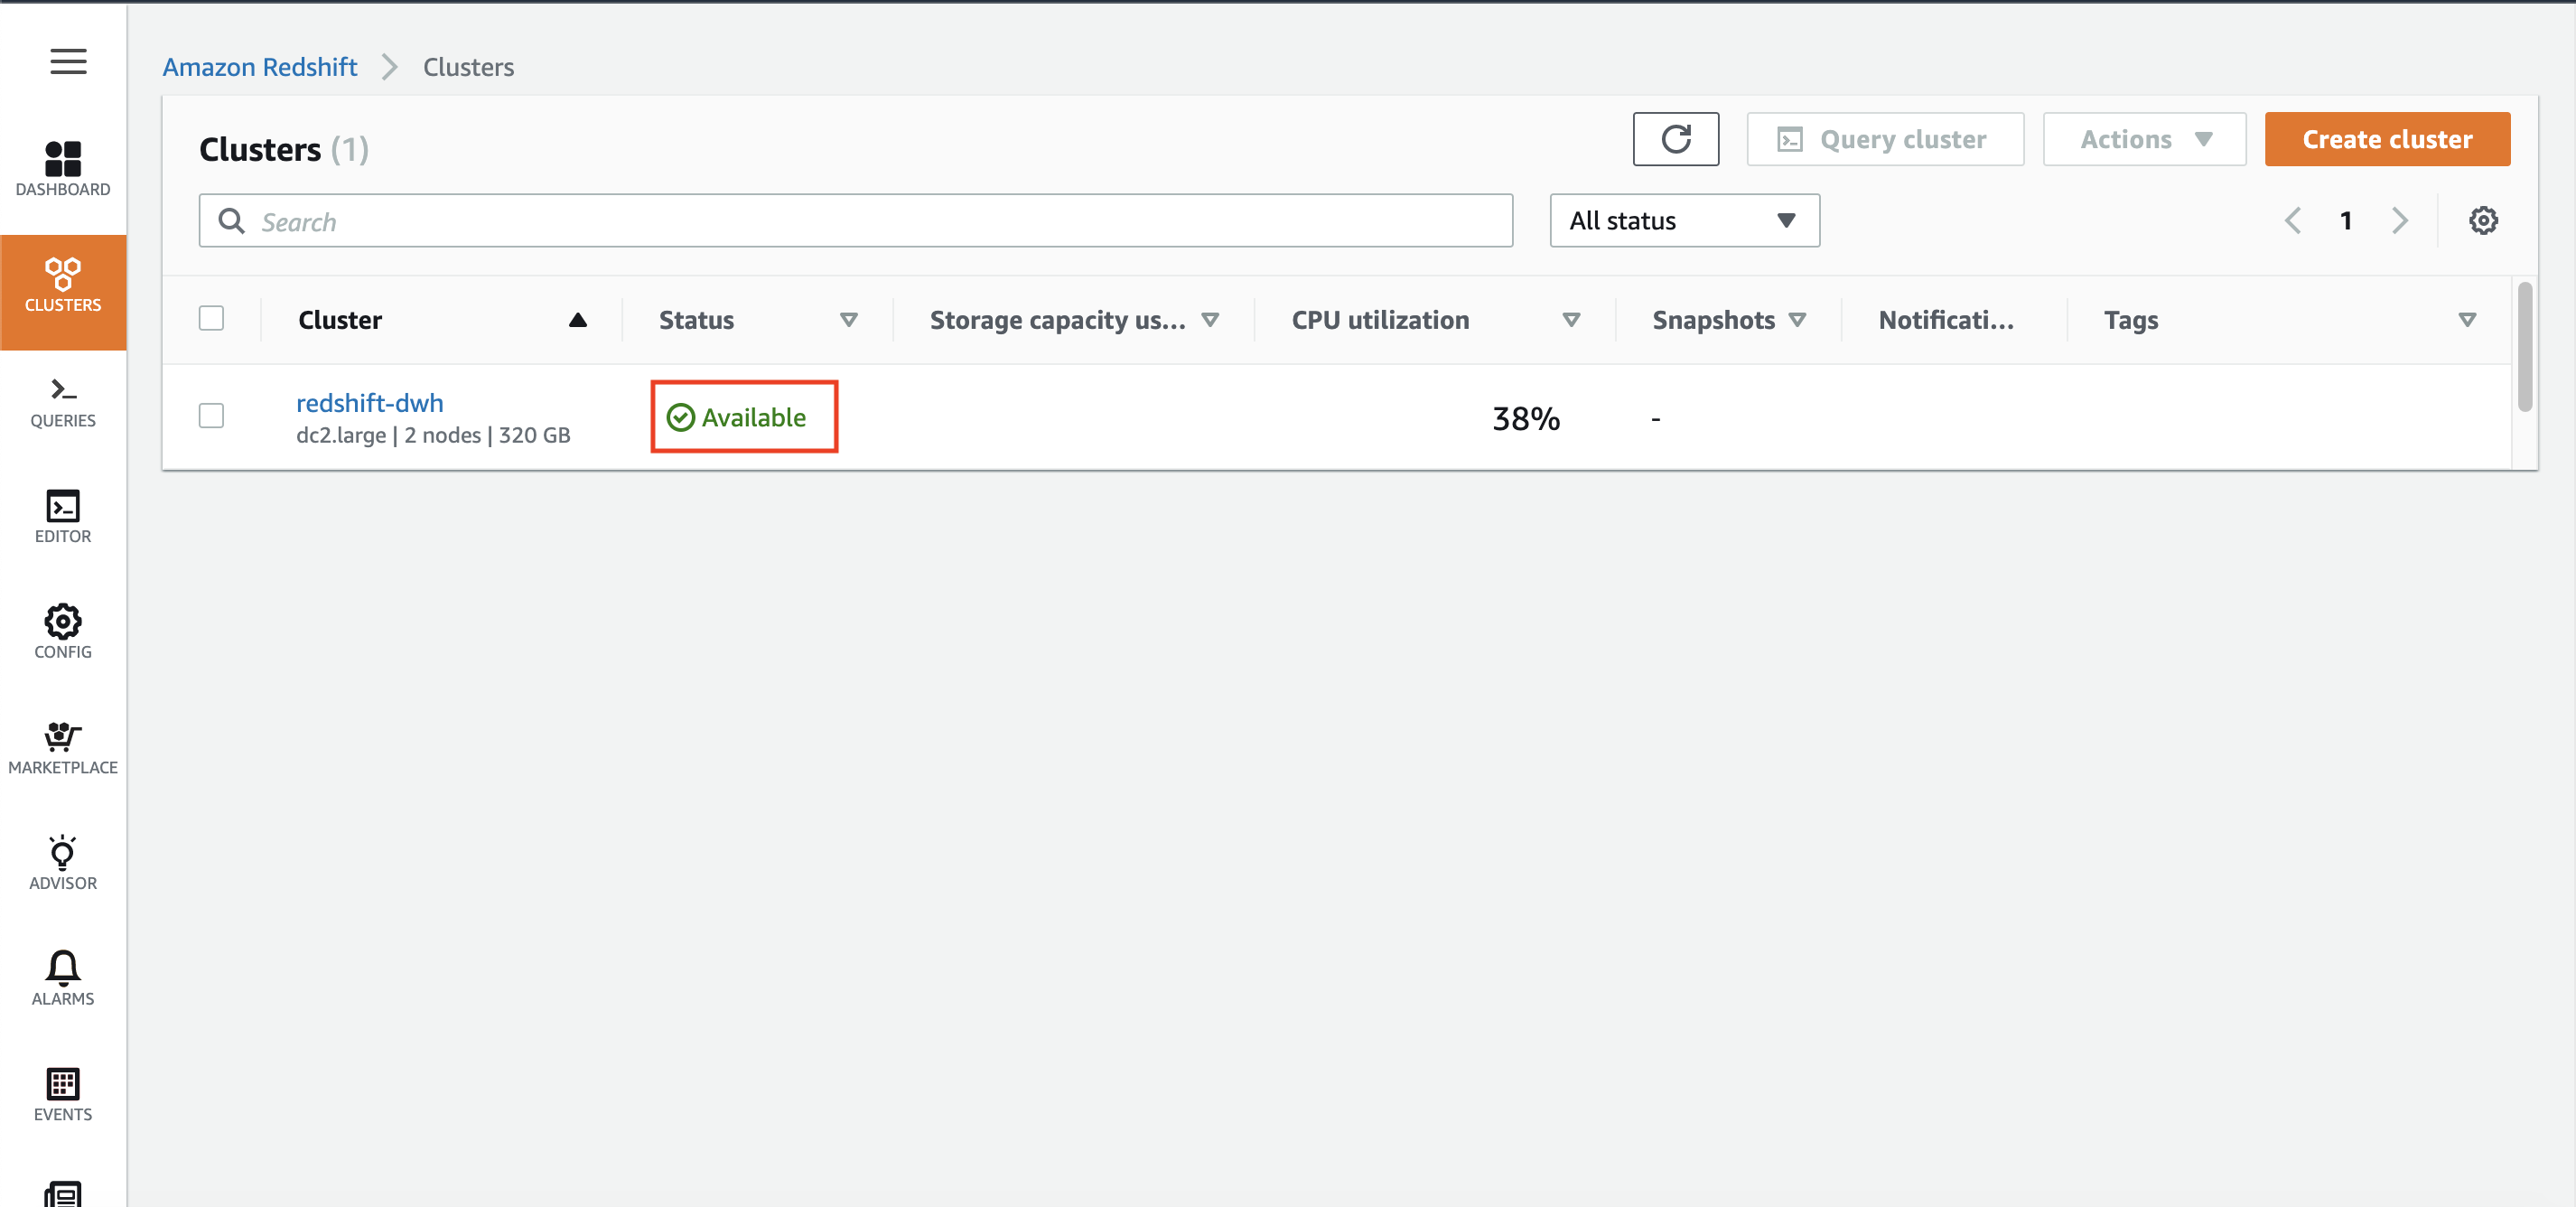 Amazon Redshift > Clusters
Clusters (1)
Query cluster
Actions
Create cluster
Search
All status
1
Cluster
Status
Storage capacity us...
CPU utilization
Snapshots
Notificati...
Tags
redshift-dwh
dc2.large | 2 nodes | 320 GB
Available
38%
-
DASHBOARD
CLUSTERS
QUERIES
EDITOR
CONFIG
MARKETPLACE
ADVISOR
ALARMS
EVENTS